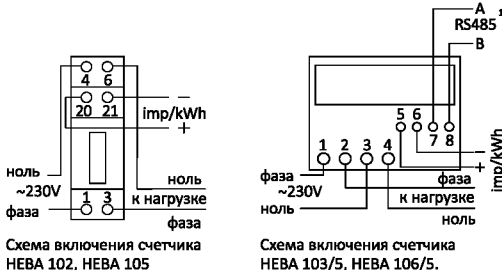 4 6
20 21
imp/kWh
−
+
ноль
~230V
фаза
1 3
ноль
к нагрузке
фаза
Схема включения счетчика
НЕВА 102, НЕВА 105
A
RS485
B
5 6
7 8
1 2 3 4
−
+
imp/kWh
фаза
~230V
ноль
фаза
к нагрузке
ноль
Схема включения счетчика
НЕВА 103/5, НЕВА 106/5.